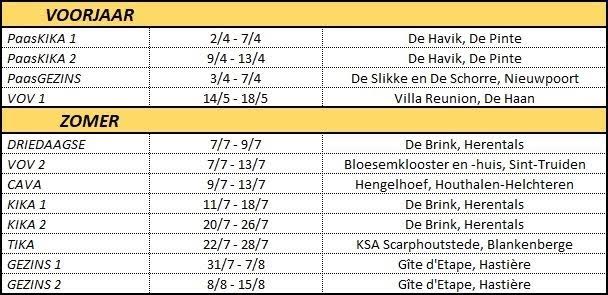 VOORJAAR
PaasKIKA 1 2/4 - 7/4 De Havik, De Pinte
PaasKIKA 2 9/4 - 13/4 De Havik, De Pinte
PaasGEZINS 3/4 - 7/4 De Slikke en De Schorre, Nieuwpoort
VOV 1 14/5 - 18/5 Villa Reunion, De Haan
ZOMER
DRIEDAAGSE 7/7 - 9/7 De Brink, Herentals
VOV 2 7/7 - 13/7 Bloesemklooster en -huis, Sint-Truiden
CAVA 9/7 - 13/7 Hengelhoef, Houthalen-Helchteren
KIKA 1 11/7 - 18/7 De Brink, Herentals
KIKA 2 20/7 - 26/7 De Brink, Herentals
TIKA 22/7 - 28/7 KSA Scarphoutstede, Blankenberge
GEZINS 1 31/7 - 7/8 Gîte d'Etape, Hastière
GEZINS 2 8/8 - 15/8 Gîte d'Etape, Hastière